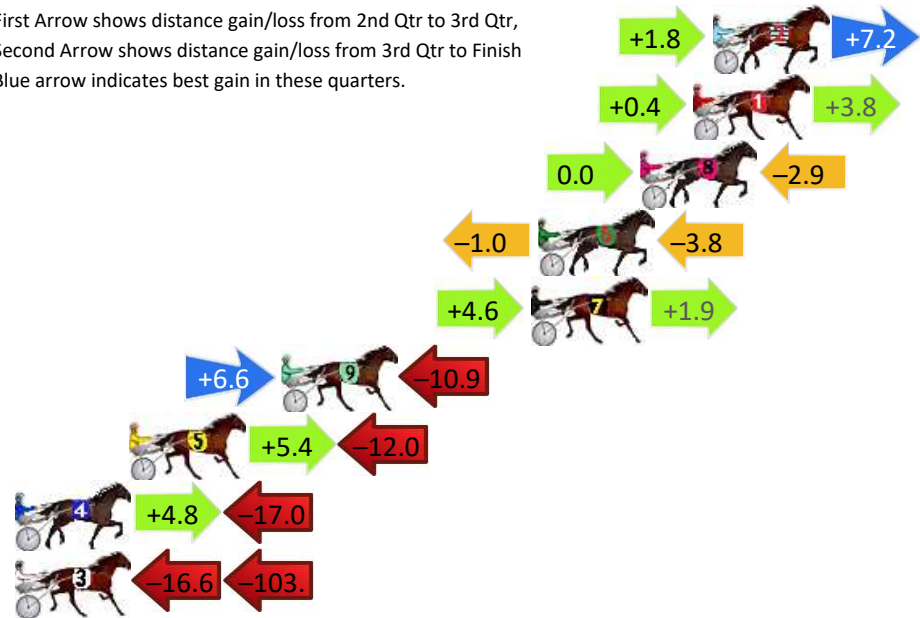 First Arrow shows distance gain/loss from 2nd Qtr to 3rd Qtr,
Second Arrow shows distance gain/loss from 3rd Qtr to Finish
Blue arrow indicates best gain in these quarters.
+1.8 2 +7.2
+0.4 1 +3.8
0.0 8 –2.9
–1.0 6 –3.8
+4.6 7 +1.9
+6.6 9 –10.9
5 +5.4 –12.0
4 +4.8 –17.0
3 –16.6 –103.